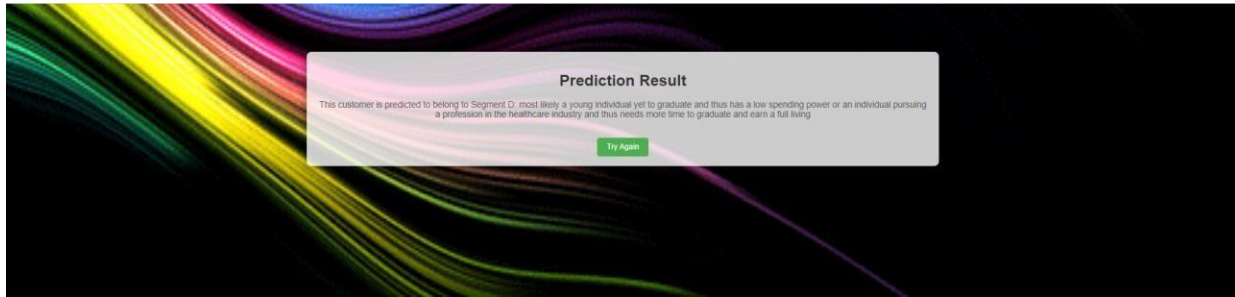 Prediction Result
This customer is predicted to belong to Segment D: most likely a young individual yet to graduate and thus has a low spending power or an individual pursuing
a profession in the healthcare industry and thus needs more time to graduate and earn a full living
Try Again